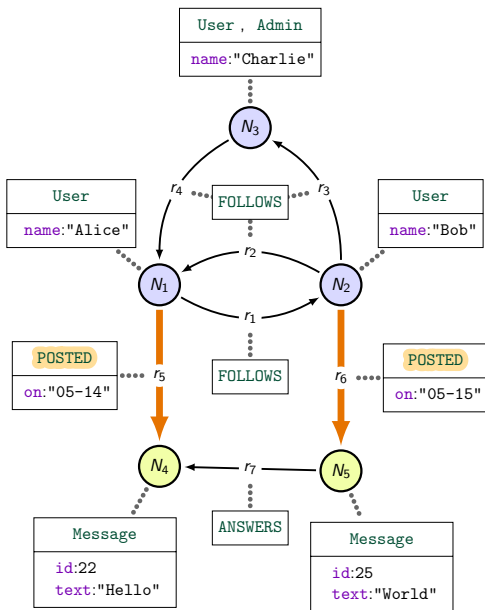 User , Admin
name:"Charlie"
N3
r4
r3
FOLLOWS
User
name:"Alice"
User
name:"Bob"
r2
N1
N2
r1
FOLLOWS
POSTED
on:"05-14"
r5
r6
POSTED
on:"05-15"
N4
r7
N5
ANSWERS
Message
id:22
text:"Hello"
Message
id:25
text:"World"